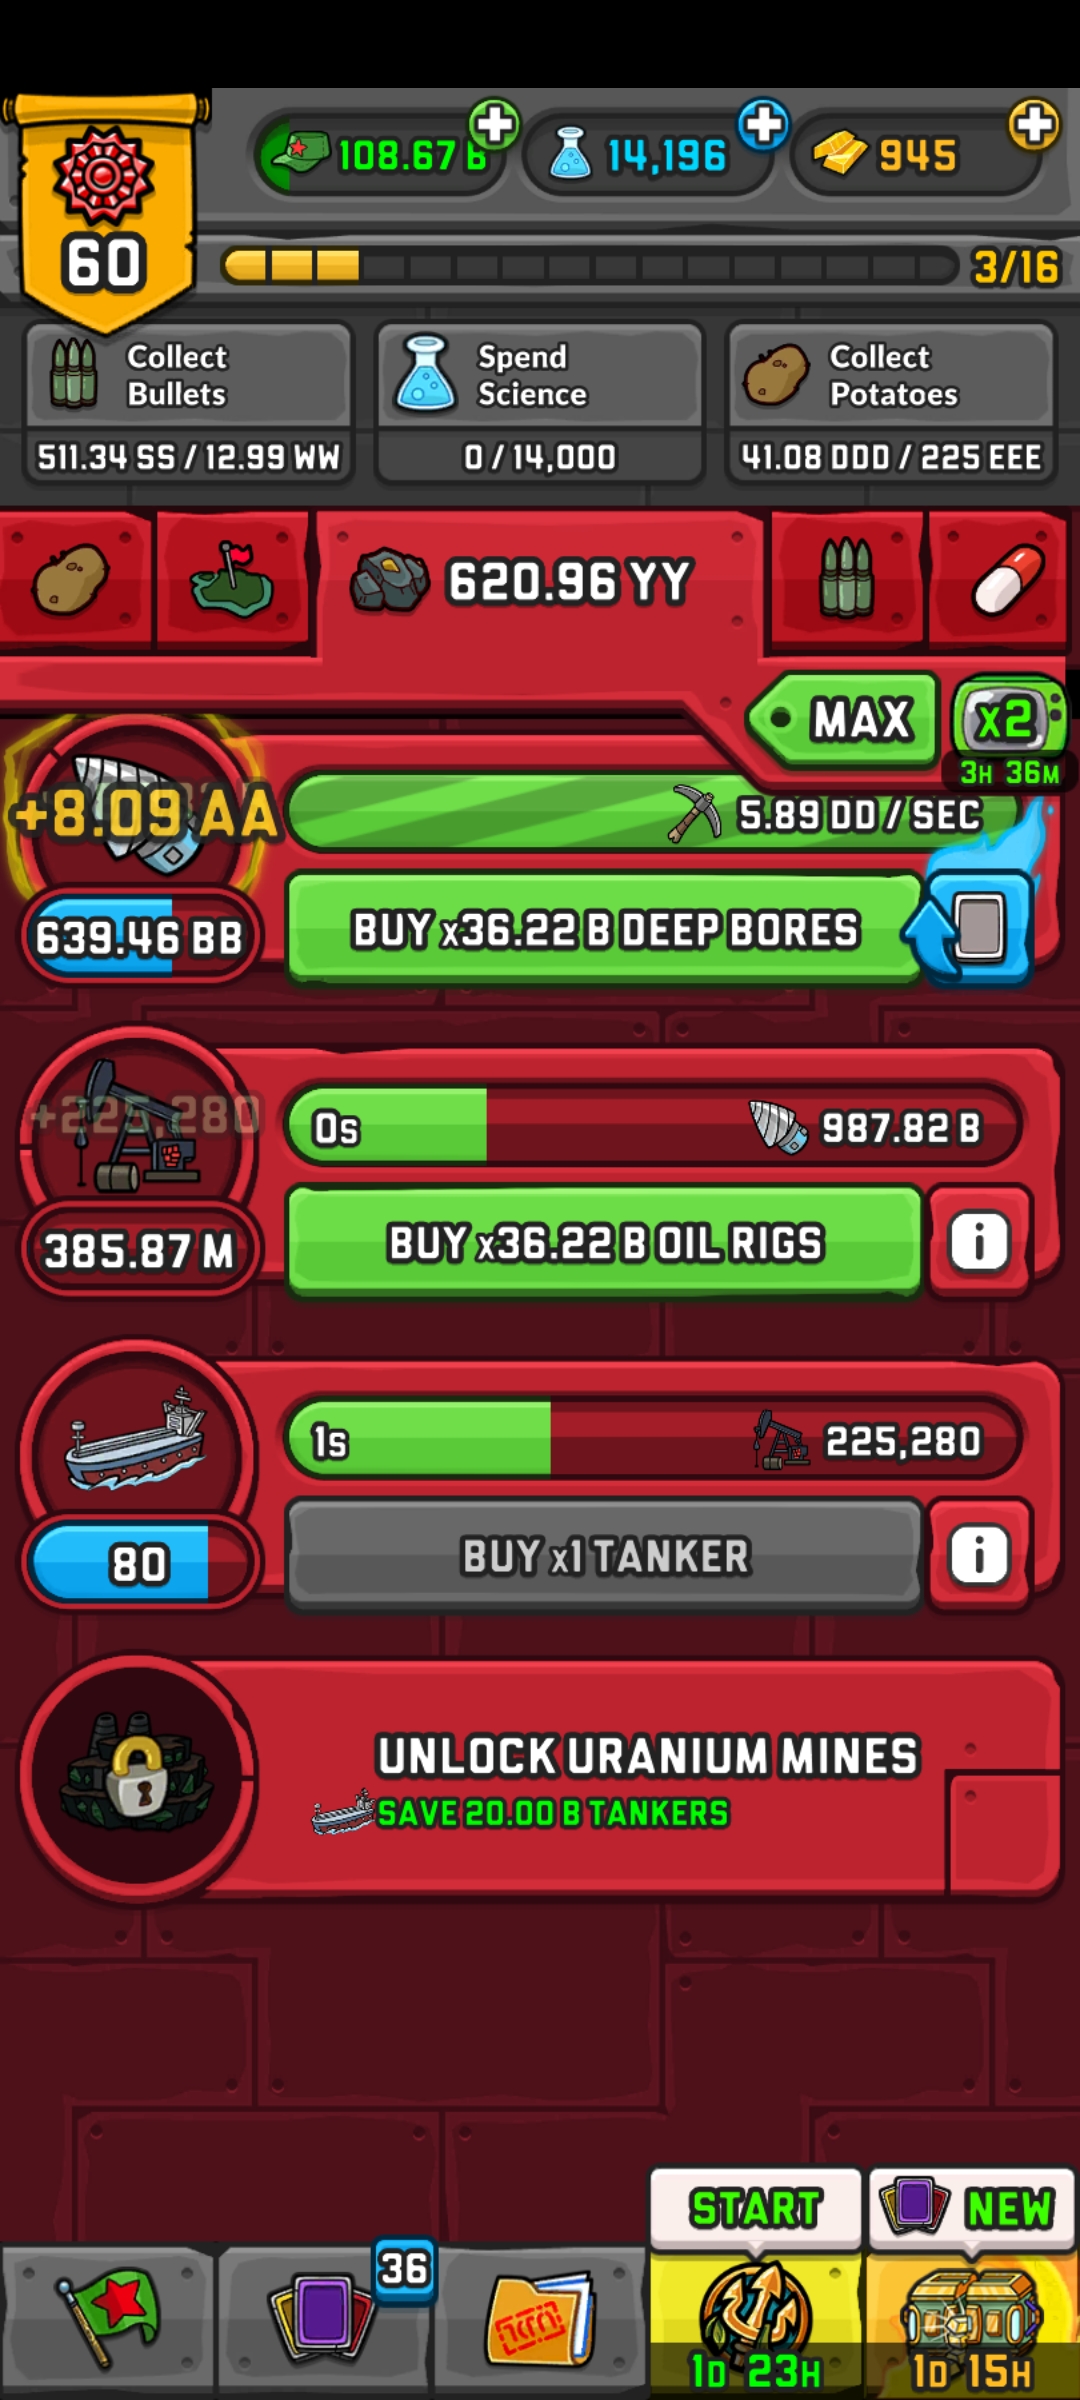 60
108.67 B
14,196
945
3/16
Collect
Bullets
511.34 SS / 12.99 WW
Spend
Science
0 / 14,000
Collect
Potatoes
41.08 DDD / 225 EEE
620.96 YY
MAX
x2
3H 36M
+8.09 AA
5.89 DD / SEC
639.46 BB
BUY x36.22 B DEEP BORES
+225,280
0s
987.82 B
385.87 M
BUY x36.22 B OIL RIGS
i
1s
225,280
80
BUY x1 TANKER
i
UNLOCK URANIUM MINES
SAVE 20.00 B TANKERS
START
NEW
36
1D 23H
1D 15H